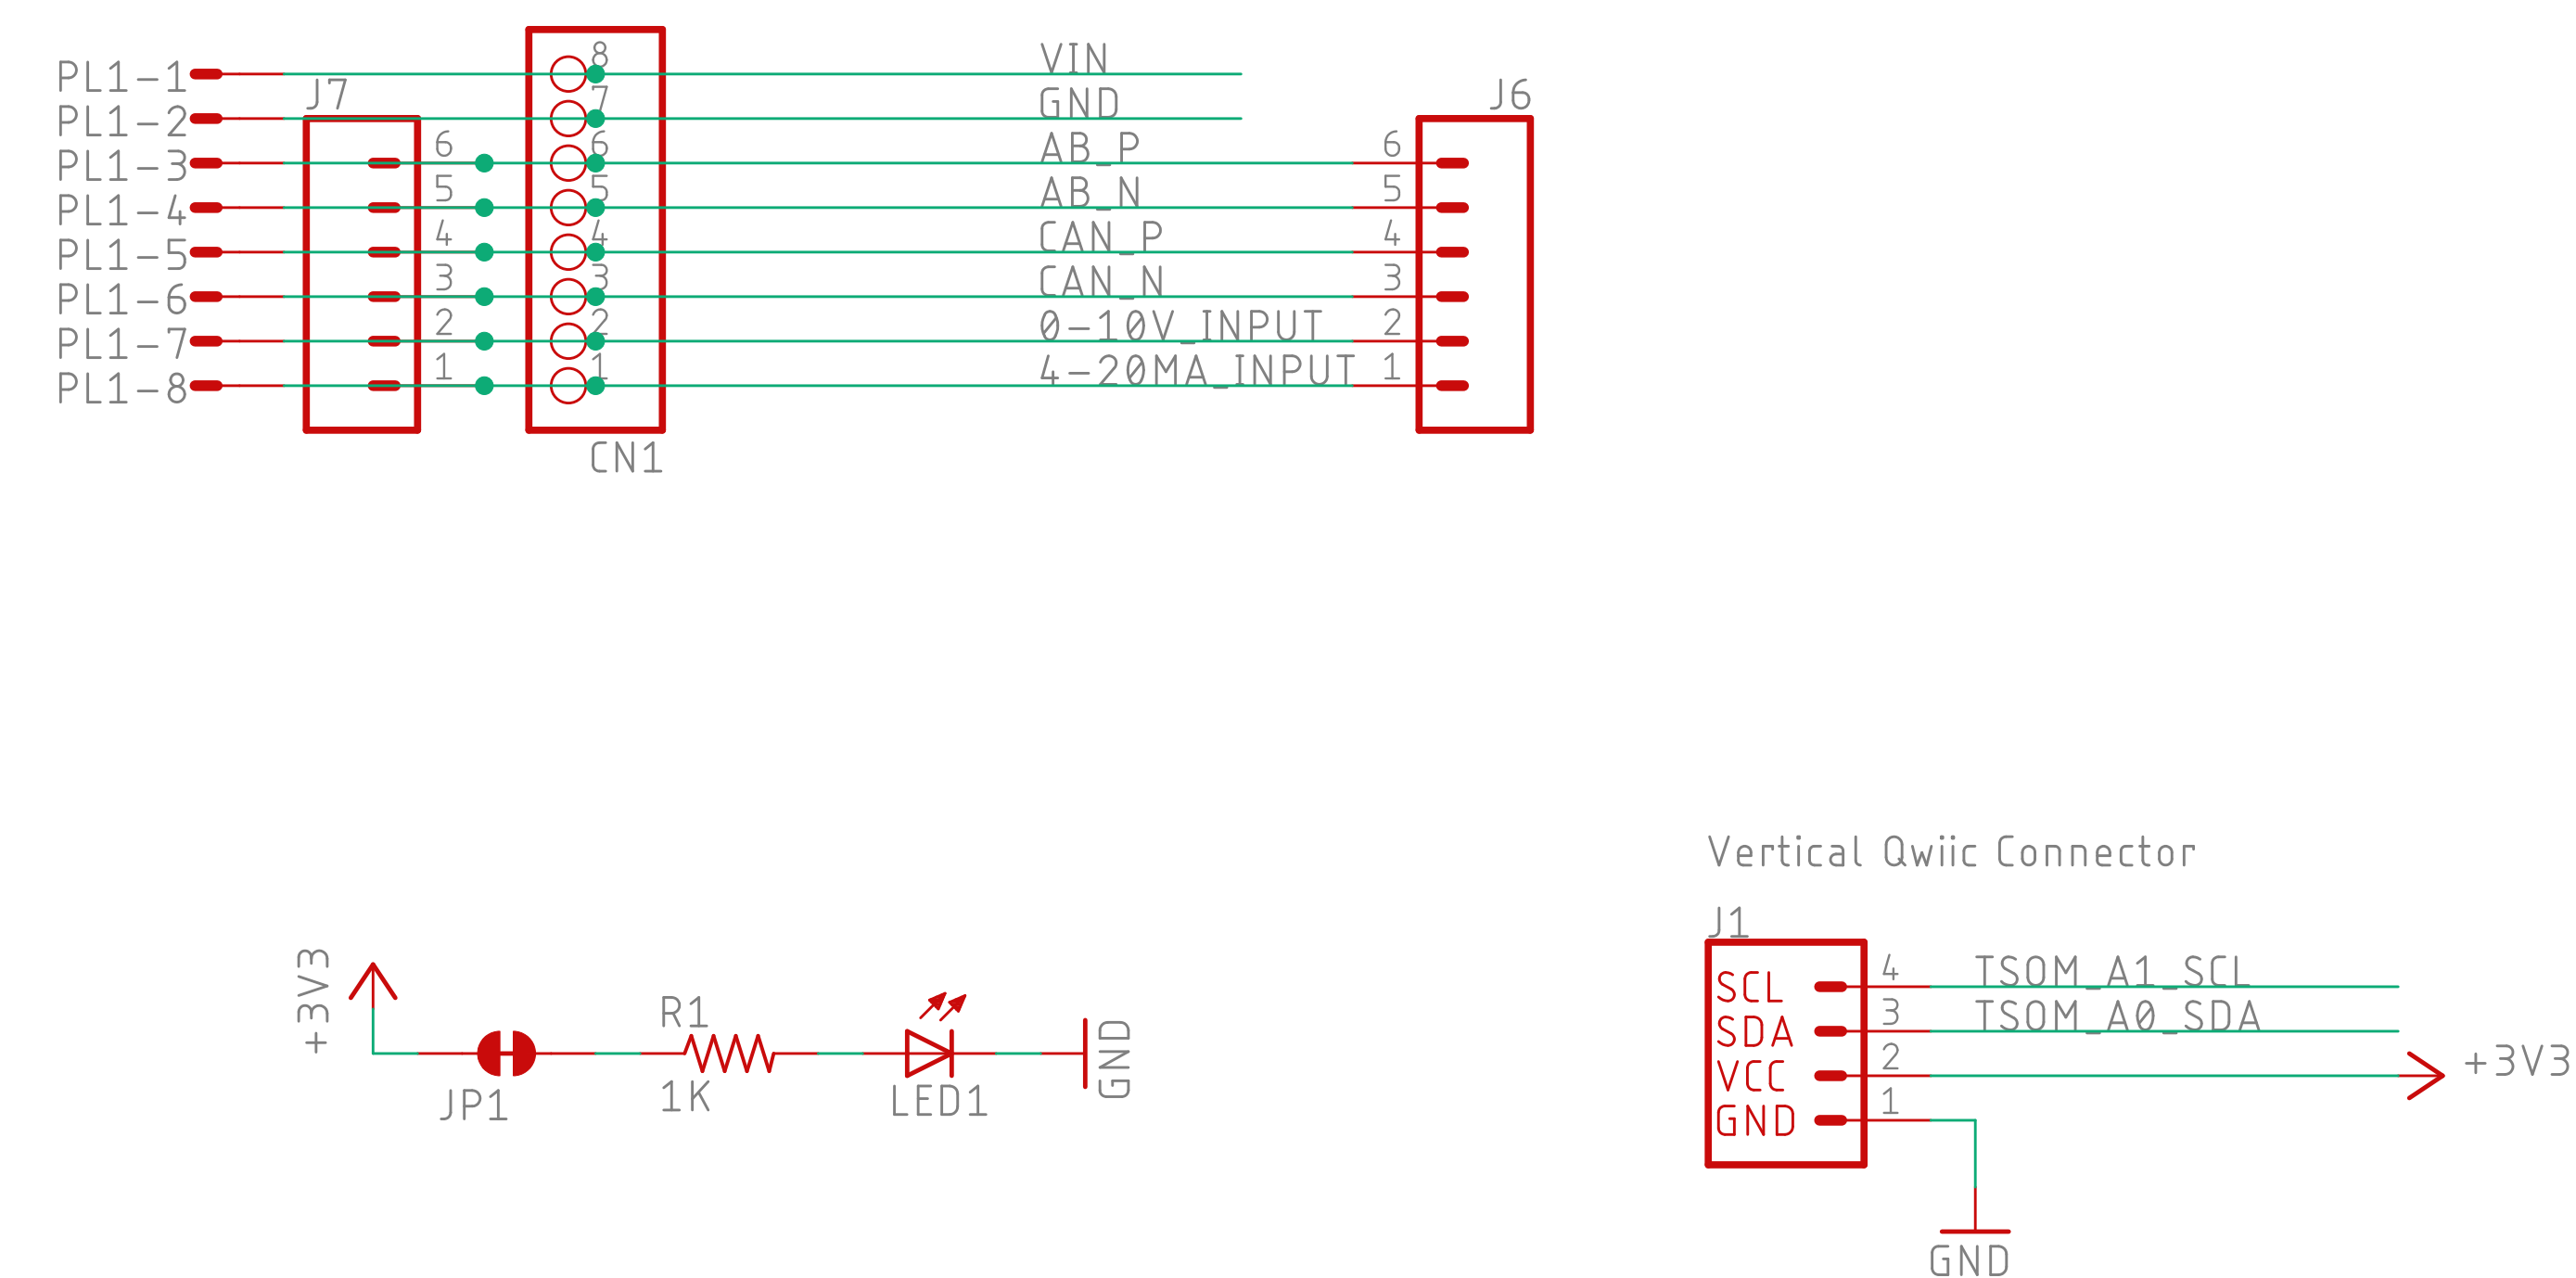 PL1-1 8 VIN
PL1-2 J7 7 GND J6
PL1-3 6 6 AB_P 6
PL1-4 5 5 AB_N 5
PL1-5 4 4 CAN_P 4
PL1-6 3 3 CAN_N 3
PL1-7 2 2 0-10V_INPUT 2
PL1-8 1 1 4-20MA_INPUT 1
CN1
+3V3
JP1
R1
1K
LED1
GND
Vertical Qwiic Connector
J1
SCL 4 TSOM_A1_SCL
SDA 3 TSOM_A0_SDA
VCC 2 +3V3
GND 1
GND